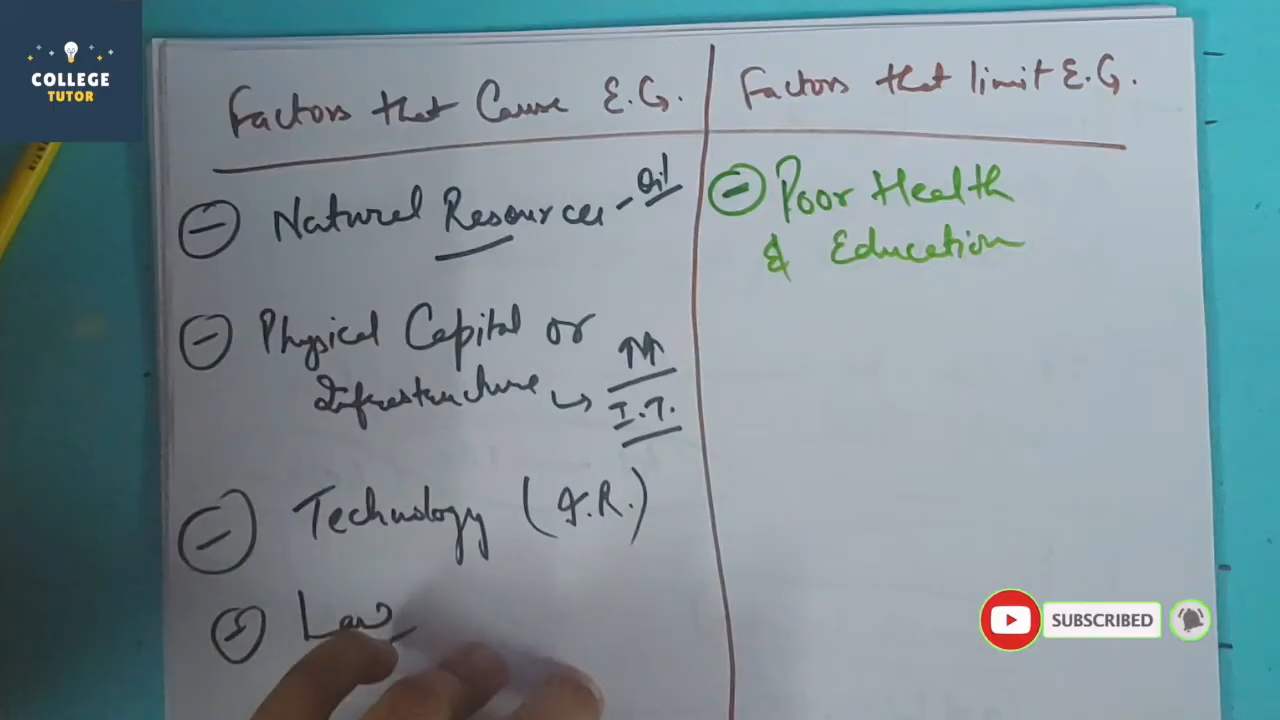 COLLEGE
TUTOR
Factors that Cause E.G.
Natural Resources - Oil
Physical Capital or
Infrastructure
I.T.
Technology (I.R.)
Law
Factors that limit E.G.
Poor Health
& Education
SUBSCRIBED